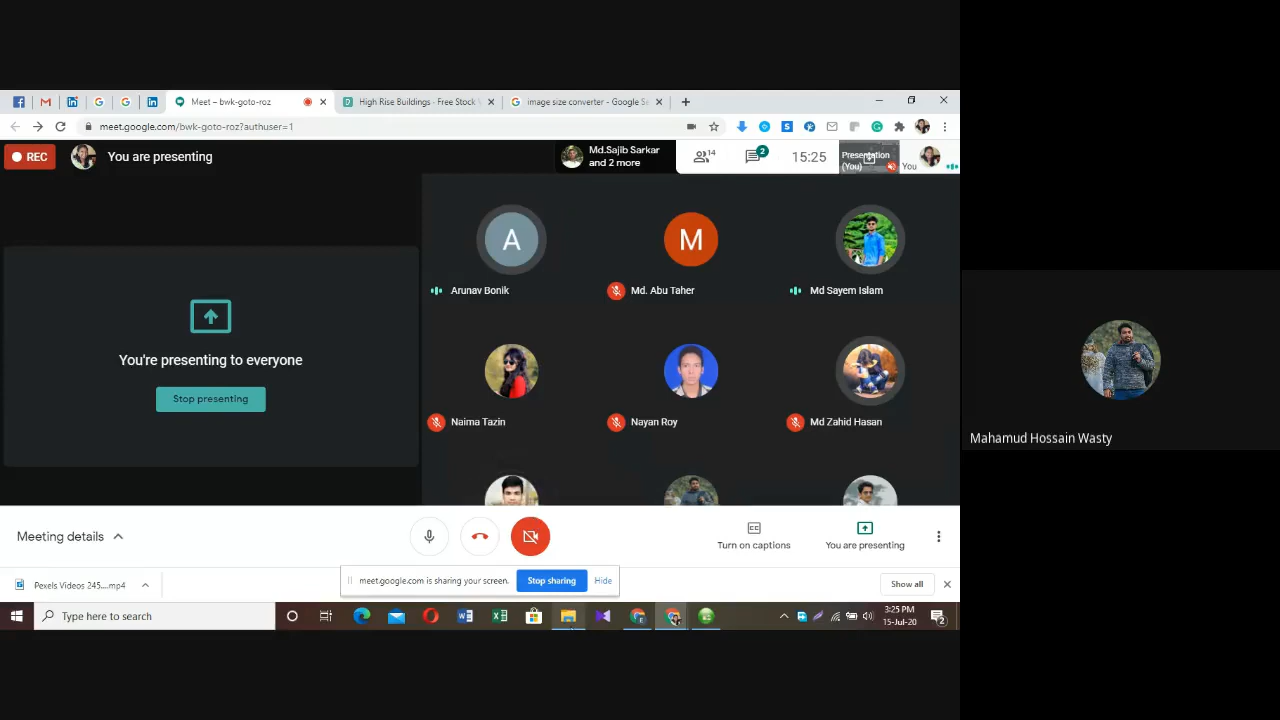 Meet – bwk-goto-roz
High Rise Buildings - Free Stock
image size converter - Google Se
meet.google.com/bwk-goto-roz?authuser=1
REC
You are presenting
Md.Sajib Sarkar
and 2 more
14
2
15:25
Presentation
(You)
You
A
M
Arunav Bonik
Md. Abu Taher
Md Sayem Islam
You're presenting to everyone
Stop presenting
Naima Tazin
Nayan Roy
Md Zahid Hasan
Mahamud Hossain Wasty
Meeting details
CC
Turn on captions
You are presenting
meet.google.com is sharing your screen.
Stop sharing
Hide
Pexels Videos 245....mp4
Show all
Type here to search
3:25 PM
15-Jul-20
2